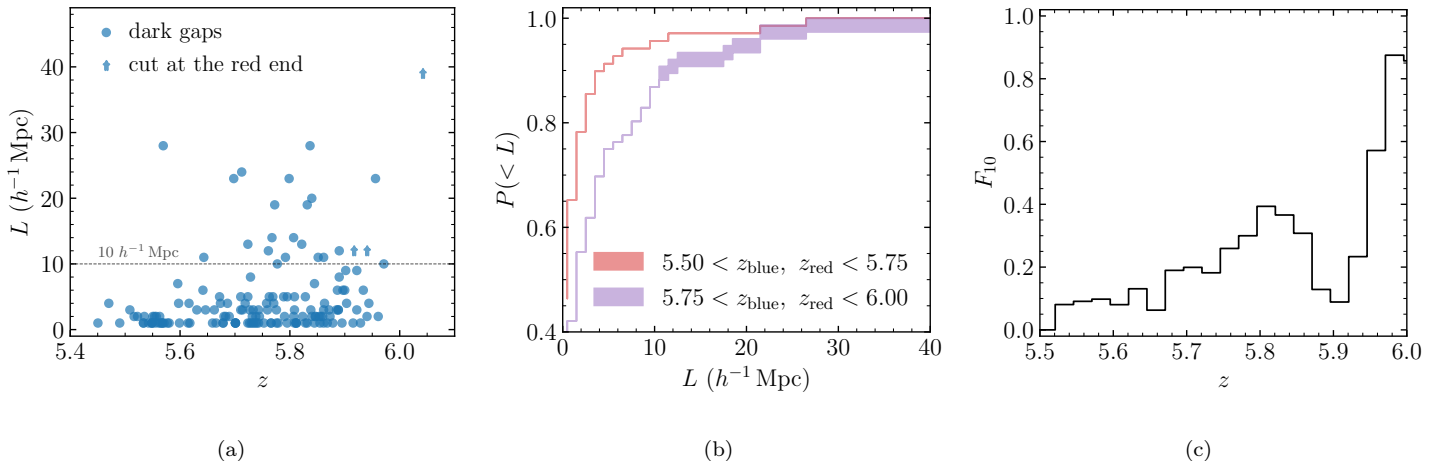 dark gaps
cut at the red end
10 h⁻¹ Mpc
L (h⁻¹ Mpc)
0
10
20
30
40
5.4
5.6
5.8
6.0
z
(a)
P(< L)
1.0
0.8
0.6
0.4
5.50 < z_blue, z_red < 5.75
5.75 < z_blue, z_red < 6.00
0
10
20
30
40
L (h⁻¹ Mpc)
(b)
F₁₀
1.0
0.8
0.6
0.4
0.2
0.0
5.5
5.6
5.7
5.8
5.9
6.0
z
(c)